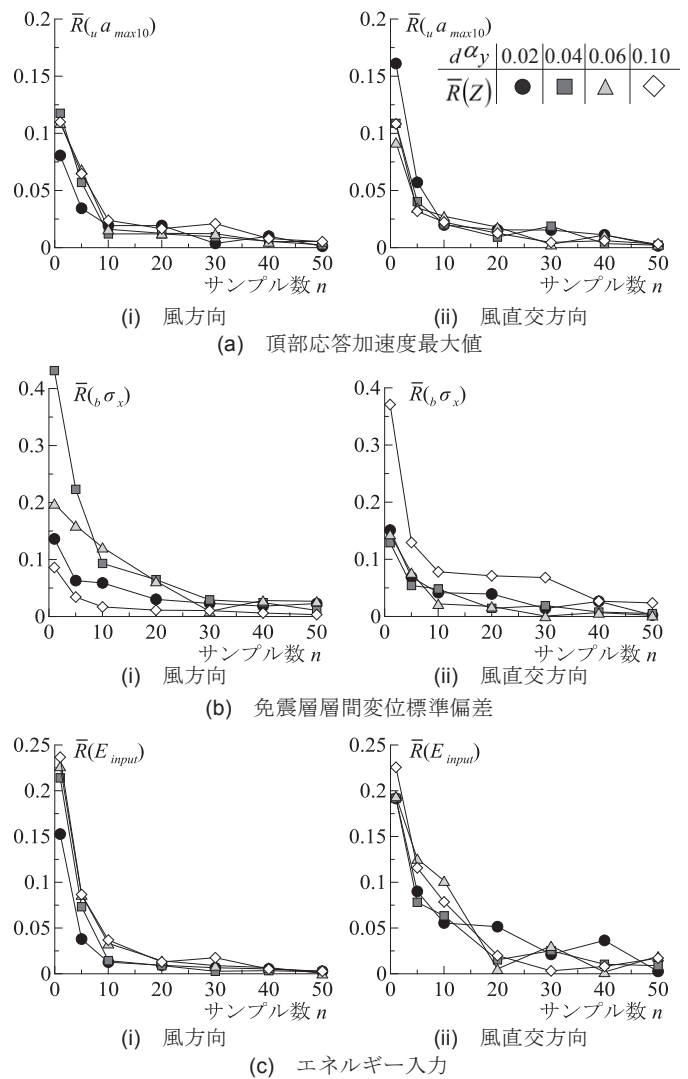 R̄(ᵤa max10)
0.2
0.15
0.1
0.05
0
0 10 20 30 40 50
サンプル数 n
(i) 風方向
R̄(ᵤa max10)
dαy 0.02 0.04 0.06 0.10
R̄(Z)
0.2
0.15
0.1
0.05
0
0 10 20 30 40 50
サンプル数 n
(ii) 風直交方向
(a) 頂部応答加速度最大値
R̄(bσx)
0.4
0.3
0.2
0.1
0
0 10 20 30 40 50
サンプル数 n
(i) 風方向
R̄(bσx)
0.4
0.3
0.2
0.1
0
0 10 20 30 40 50
サンプル数 n
(ii) 風直交方向
(b) 免震層層間変位標準偏差
R̄(E input)
0.25
0.2
0.15
0.1
0.05
0
0 10 20 30 40 50
サンプル数 n
(i) 風方向
R̄(E input)
0.25
0.2
0.15
0.1
0.05
0
0 10 20 30 40 50
サンプル数 n
(ii) 風直交方向
(c) エネルギー入力